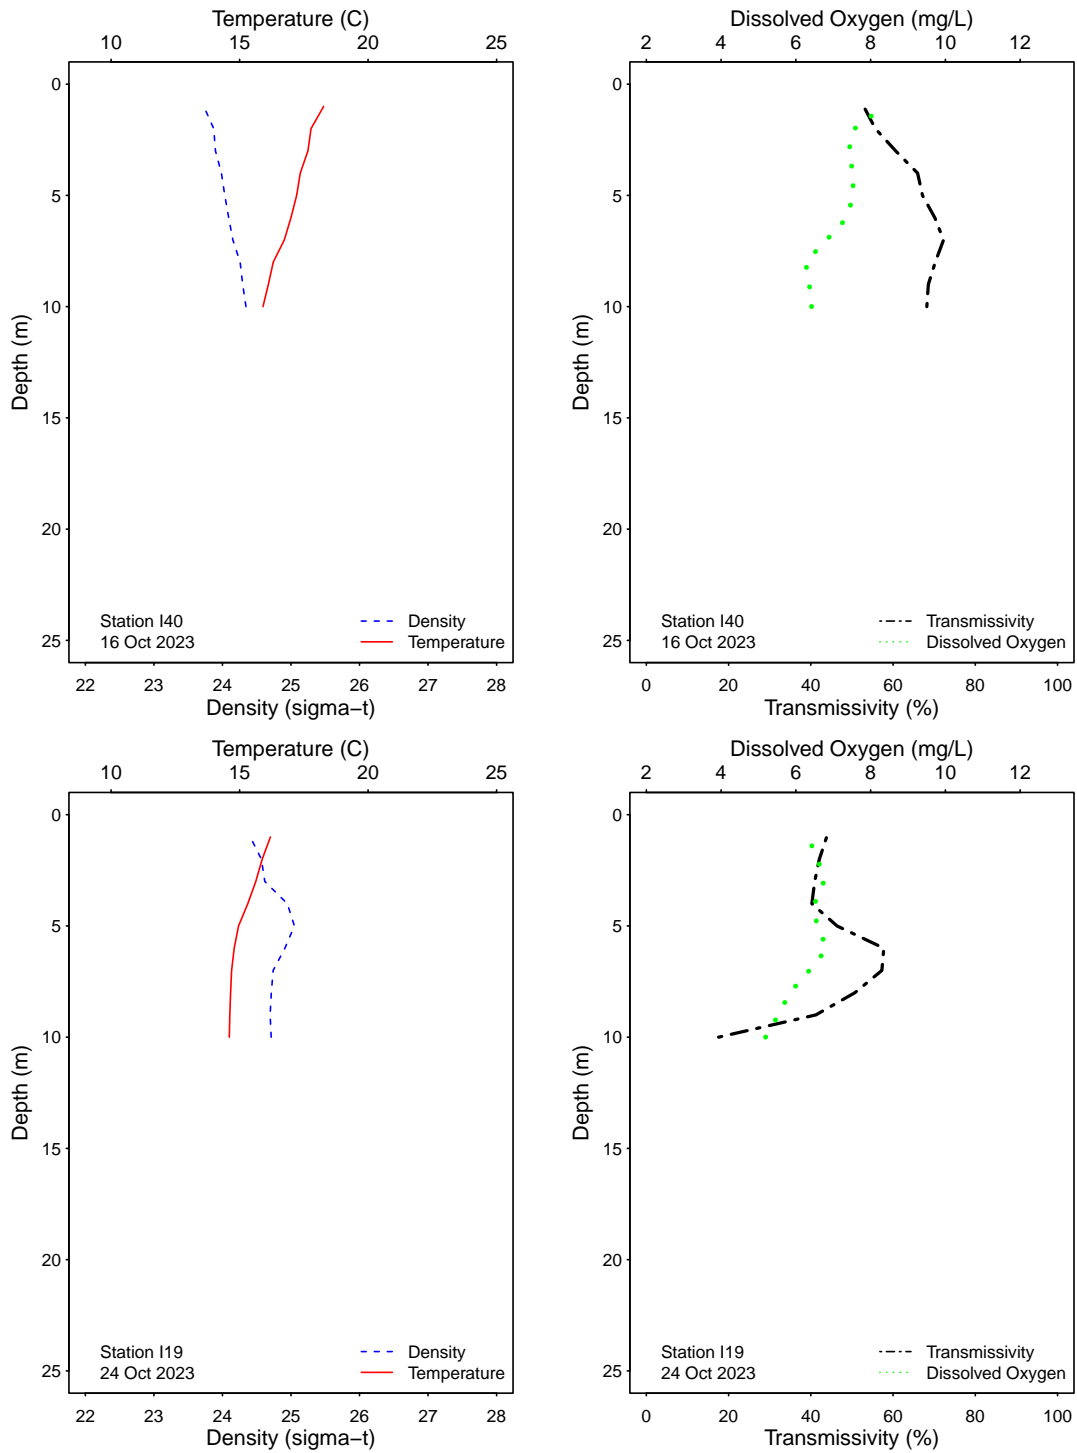 Temperature (C)
10 15 20 25
0
5
10
15
20
25
Depth (m)
Station I40
16 Oct 2023
Density
Temperature
22 23 24 25 26 27 28
Density (sigma−t)
Dissolved Oxygen (mg/L)
2 4 6 8 10 12
0
5
10
15
20
25
Depth (m)
Station I40
16 Oct 2023
Transmissivity
Dissolved Oxygen
0 20 40 60 80 100
Transmissivity (%)
Temperature (C)
10 15 20 25
0
5
10
15
20
25
Depth (m)
Station I19
24 Oct 2023
Density
Temperature
22 23 24 25 26 27 28
Density (sigma−t)
Dissolved Oxygen (mg/L)
2 4 6 8 10 12
0
5
10
15
20
25
Depth (m)
Station I19
24 Oct 2023
Transmissivity
Dissolved Oxygen
0 20 40 60 80 100
Transmissivity (%)